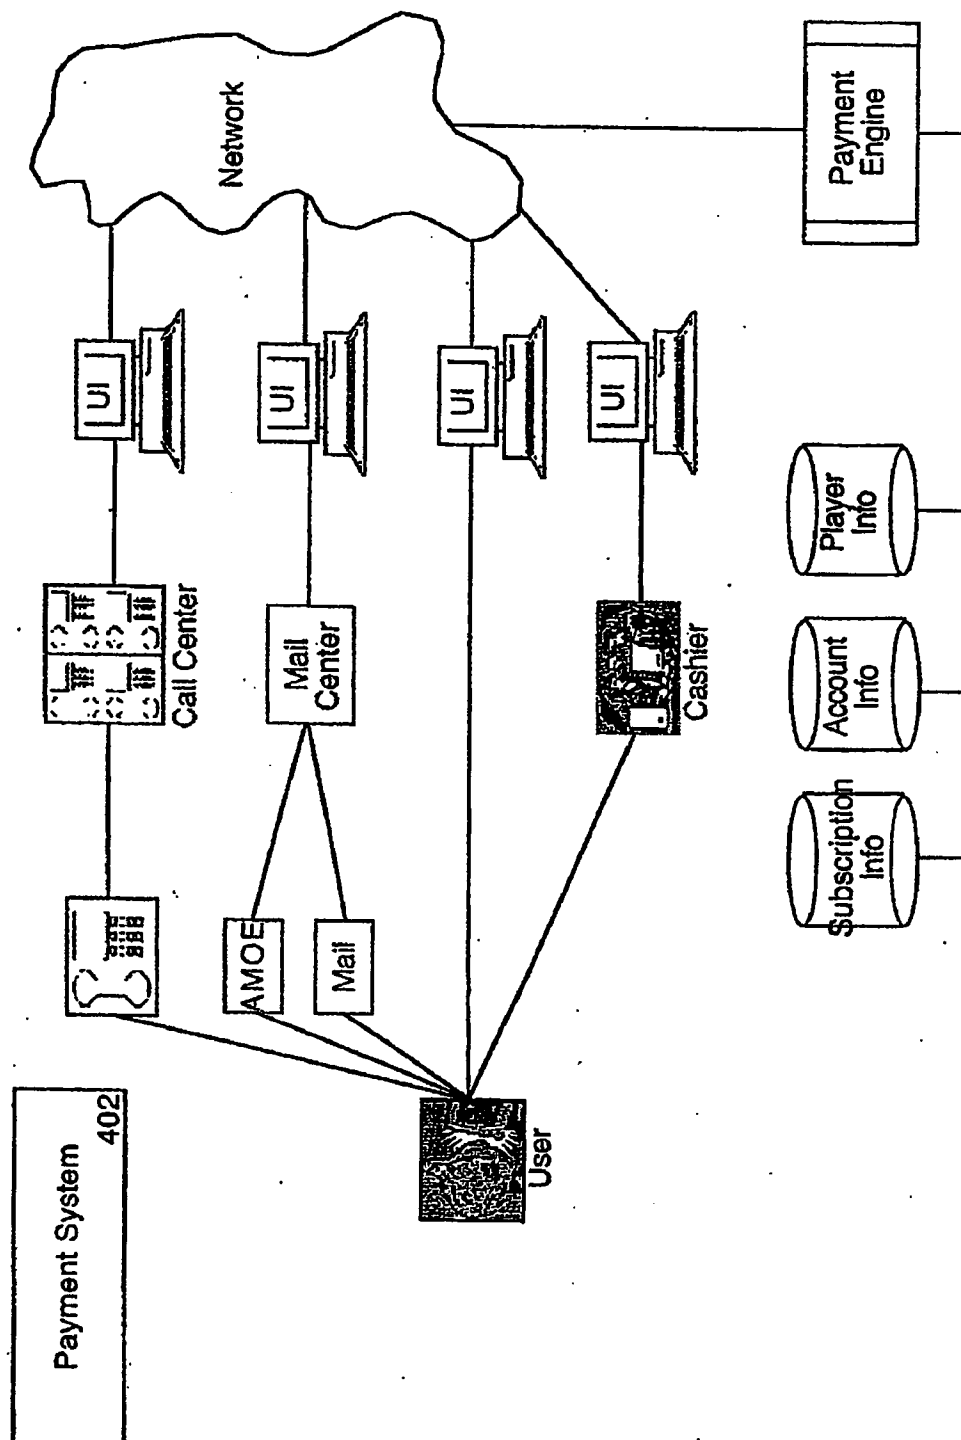 Payment System
402
User
AMOE
Mail
Call Center
Mail
Center
Cashier
UI
UI
UI
UI
Network
Subscription
Info
Account
Info
Player
Info
Payment
Engine